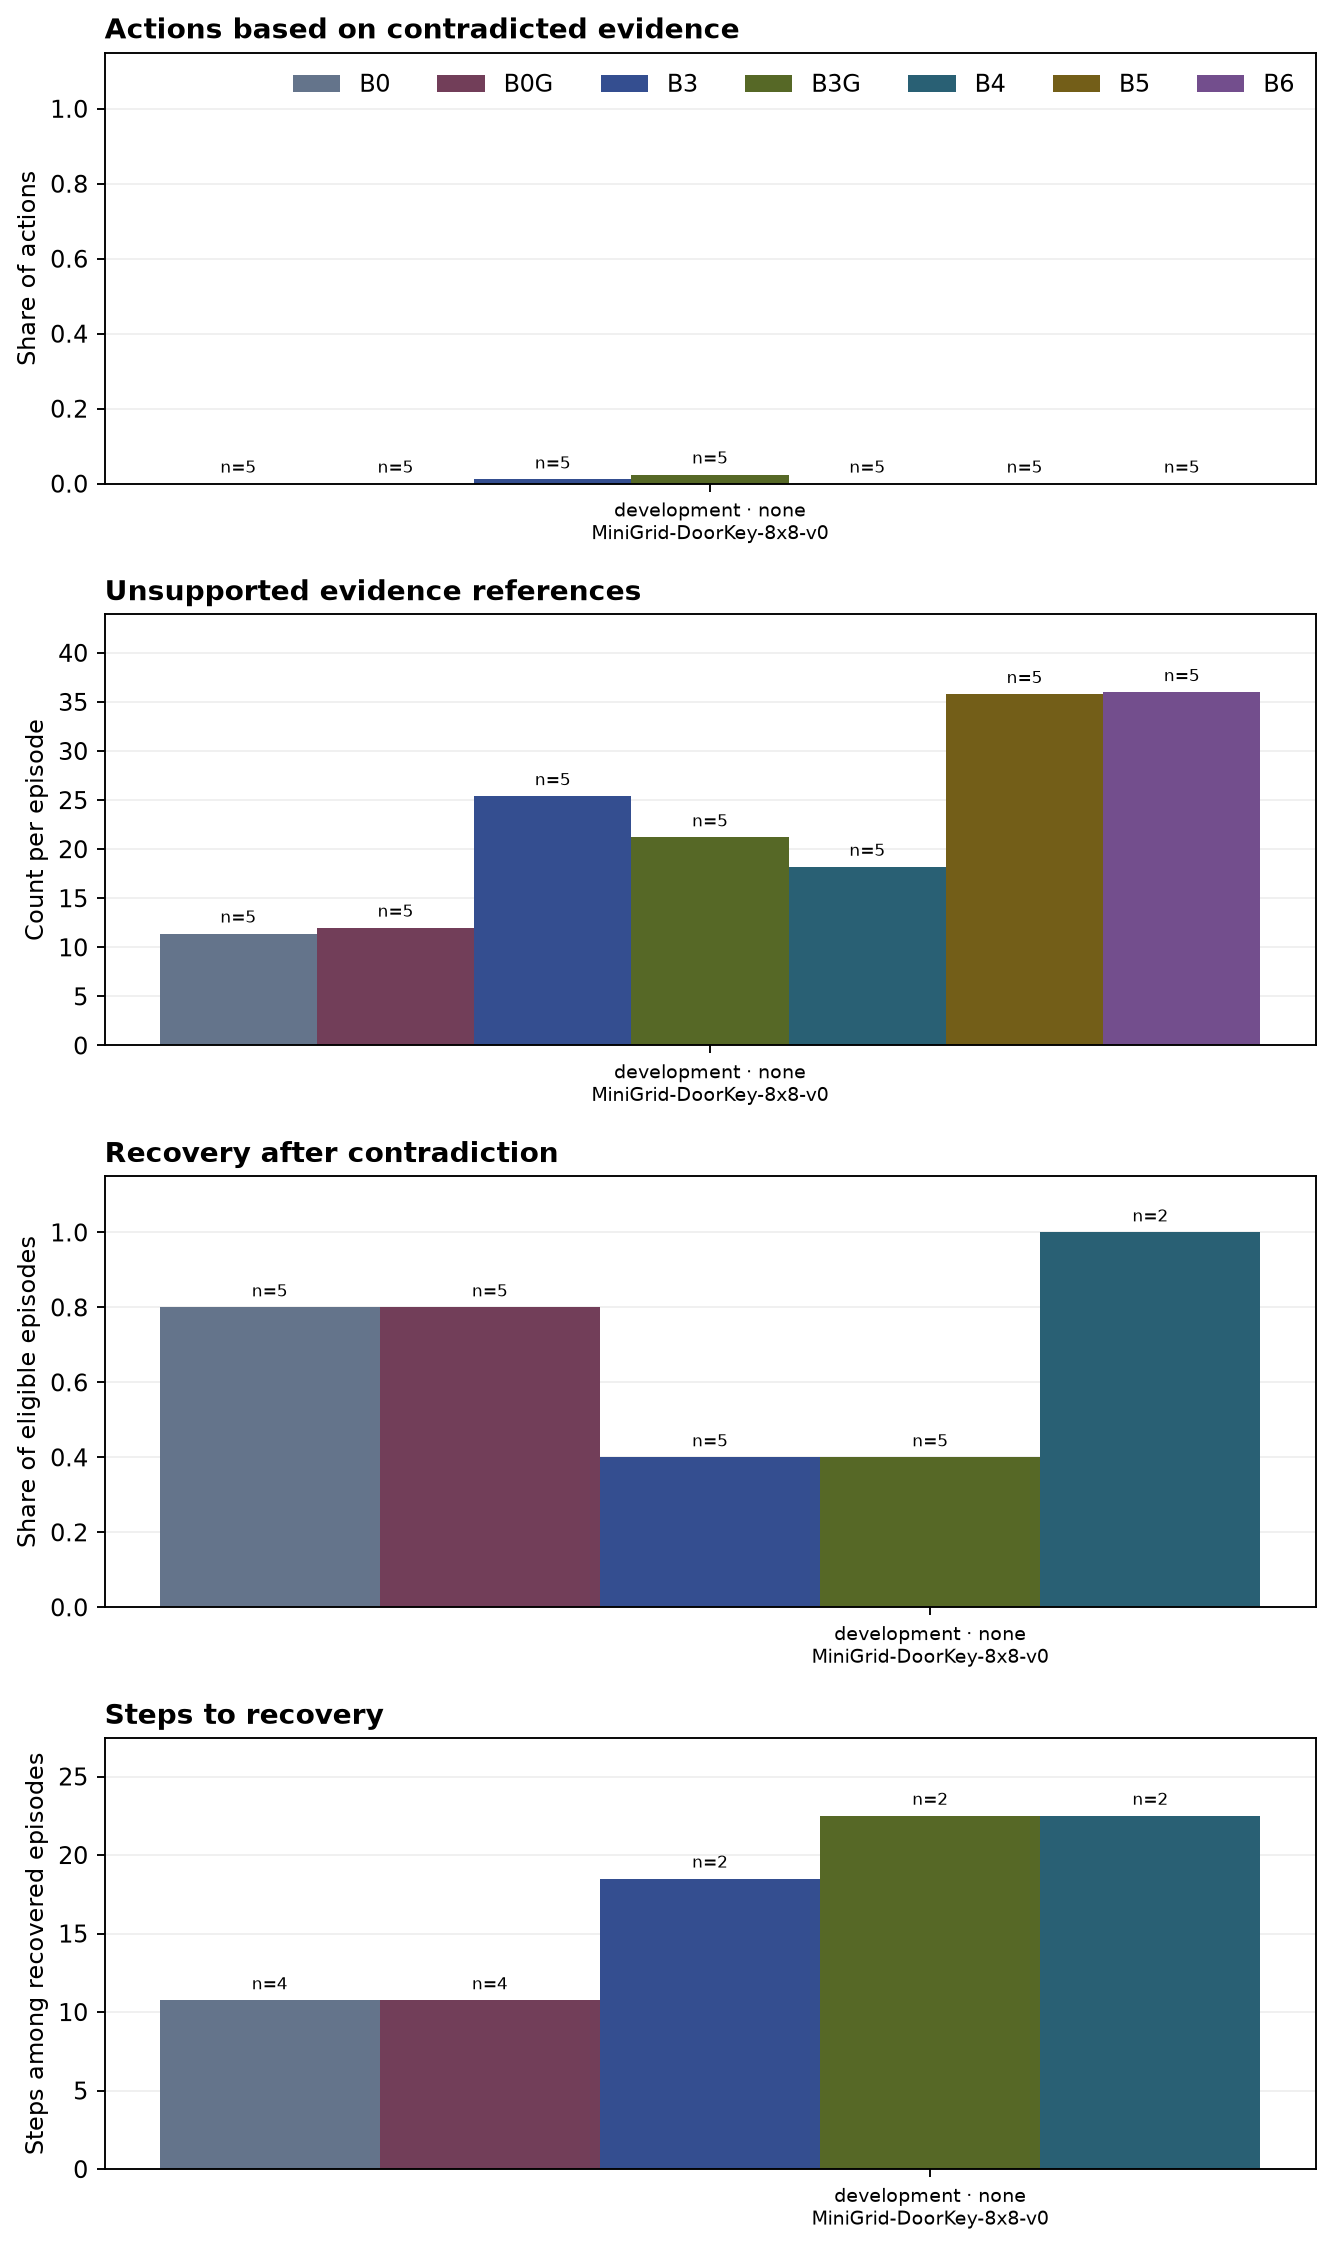 Actions based on contradicted evidence
B0 B0G B3 B3G B4 B5 B6
Share of actions
1.0
0.8
0.6
0.4
0.2
0.0
n=5 n=5 n=5 n=5 n=5 n=5 n=5
development · none
MiniGrid-DoorKey-8x8-v0
Unsupported evidence references
Count per episode
40
35
30
25
20
15
10
5
0
n=5 n=5 n=5 n=5 n=5 n=5 n=5
development · none
MiniGrid-DoorKey-8x8-v0
Recovery after contradiction
Share of eligible episodes
1.0
0.8
0.6
0.4
0.2
0.0
n=5 n=5 n=5 n=5 n=2
development · none
MiniGrid-DoorKey-8x8-v0
Steps to recovery
Steps among recovered episodes
25
20
15
10
5
0
n=4 n=4 n=2 n=2 n=2
development · none
MiniGrid-DoorKey-8x8-v0